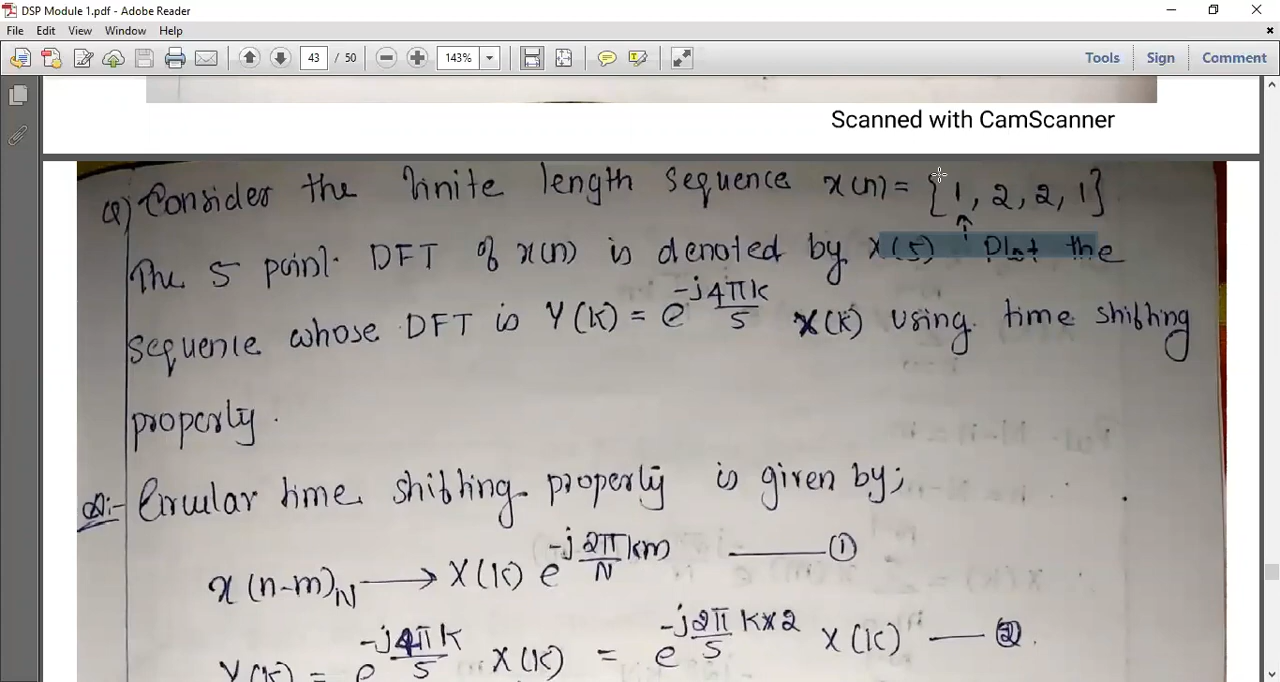 DSP Module 1.pdf - Adobe Reader
File Edit View Window Help
43 / 50 143% Tools Sign Comment
Scanned with CamScanner
Q) Consider the finite length sequence x(n) = {1, 2, 2, 1}
↑
The 5 point DFT of x(n) is denoted by X(5) Plot the
sequence whose DFT is Y(K) = e^(-j4πk/5) X(K) using time shifting
property.
Circular time shifting property is given by;
x(n-m)_N → X(K) e^(-j2π/N km) —— ①
Y(K) = e^(-j4πk/5) X(K) = e^(-j2π/5 K×2) X(K) —— ②.